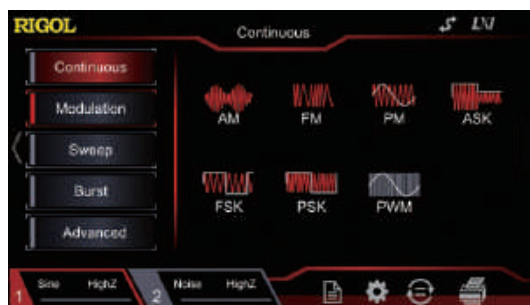 RIGOL
Continuous
LXI
Continuous
Modulation
Sweep
Burst
Advanced
AM
FM
PM
ASK
FSK
PSK
PWM
1 Sine HighZ
2 Noise HighZ